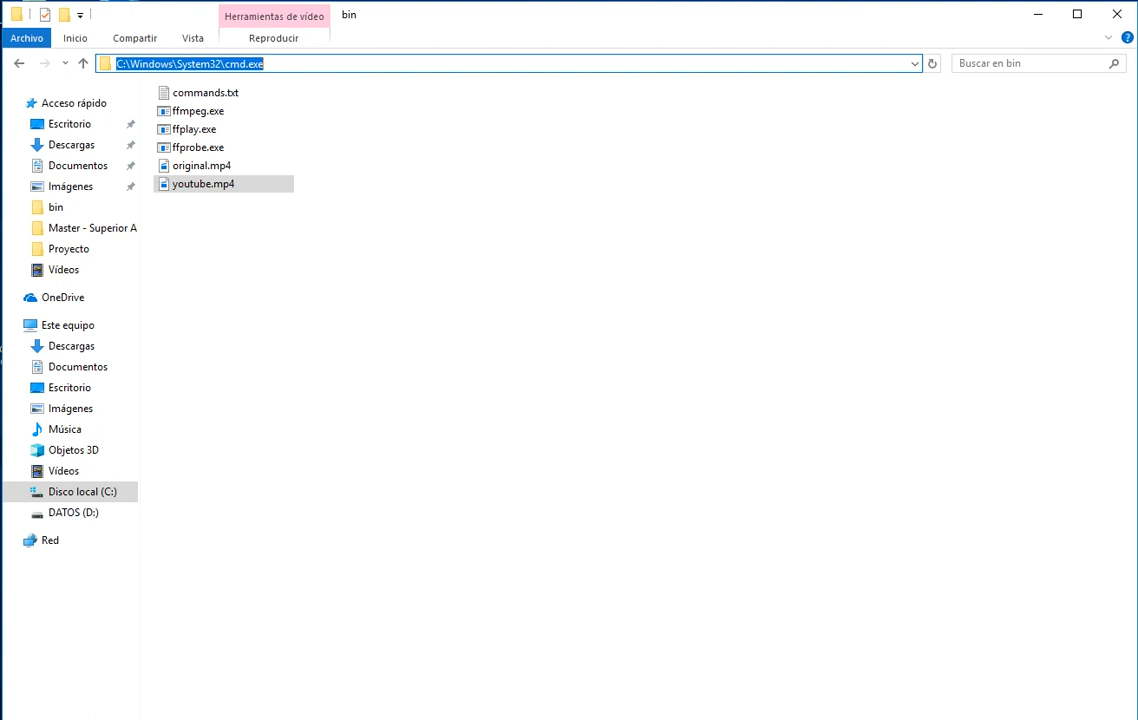 Herramientas de vídeo
bin
Archivo
Inicio
Compartir
Vista
Reproducir
C:\Windows\System32\cmd.exe
Buscar en bin
Acceso rápido
Escritorio
Descargas
Documentos
Imágenes
bin
Master - Superior A
Proyecto
Vídeos
OneDrive
Este equipo
Descargas
Documentos
Escritorio
Imágenes
Música
Objetos 3D
Vídeos
Disco local (C:)
DATOS (D:)
Red
commands.txt
ffmpeg.exe
ffplay.exe
ffprobe.exe
original.mp4
youtube.mp4